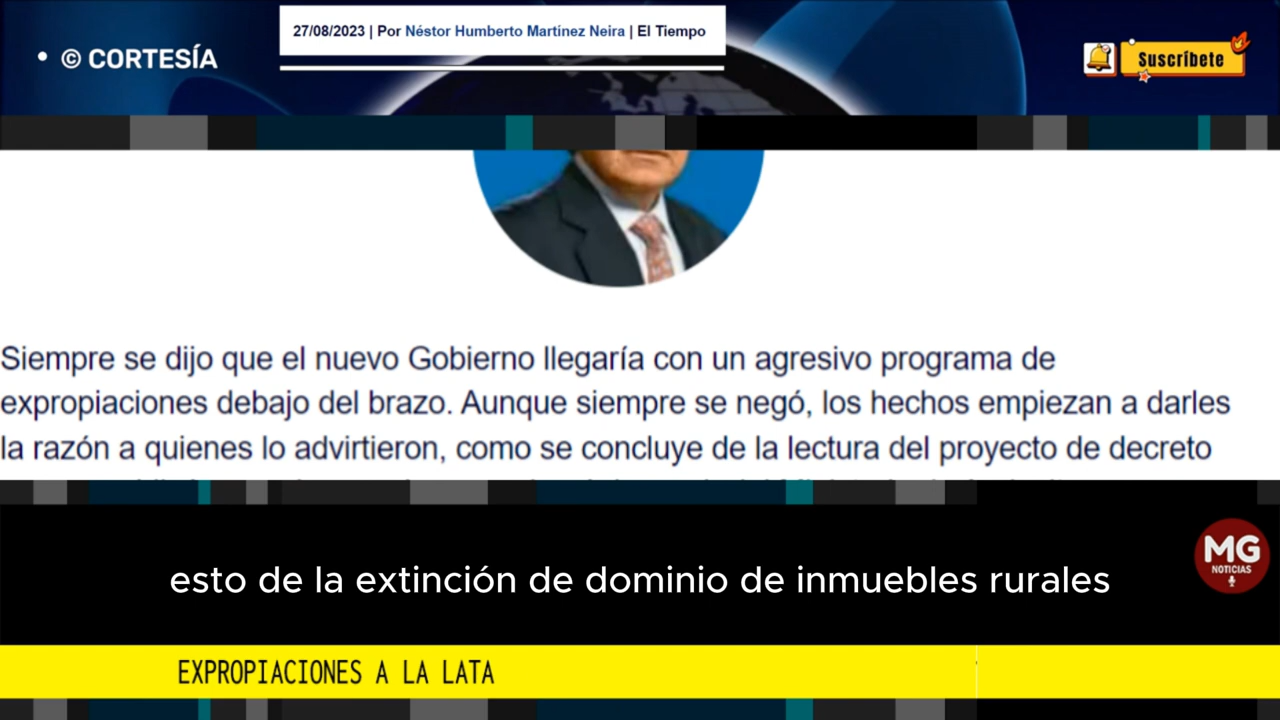 27/08/2023 | Por Néstor Humberto Martínez Neira | El Tiempo
• © CORTESÍA
Suscríbete
Siempre se dijo que el nuevo Gobierno llegaría con un agresivo programa de
expropiaciones debajo del brazo. Aunque siempre se negó, los hechos empiezan a darles
la razón a quienes lo advirtieron, como se concluye de la lectura del proyecto de decreto
esto de la extinción de dominio de inmuebles rurales
MG
NOTICIAS
EXPROPIACIONES A LA LATA